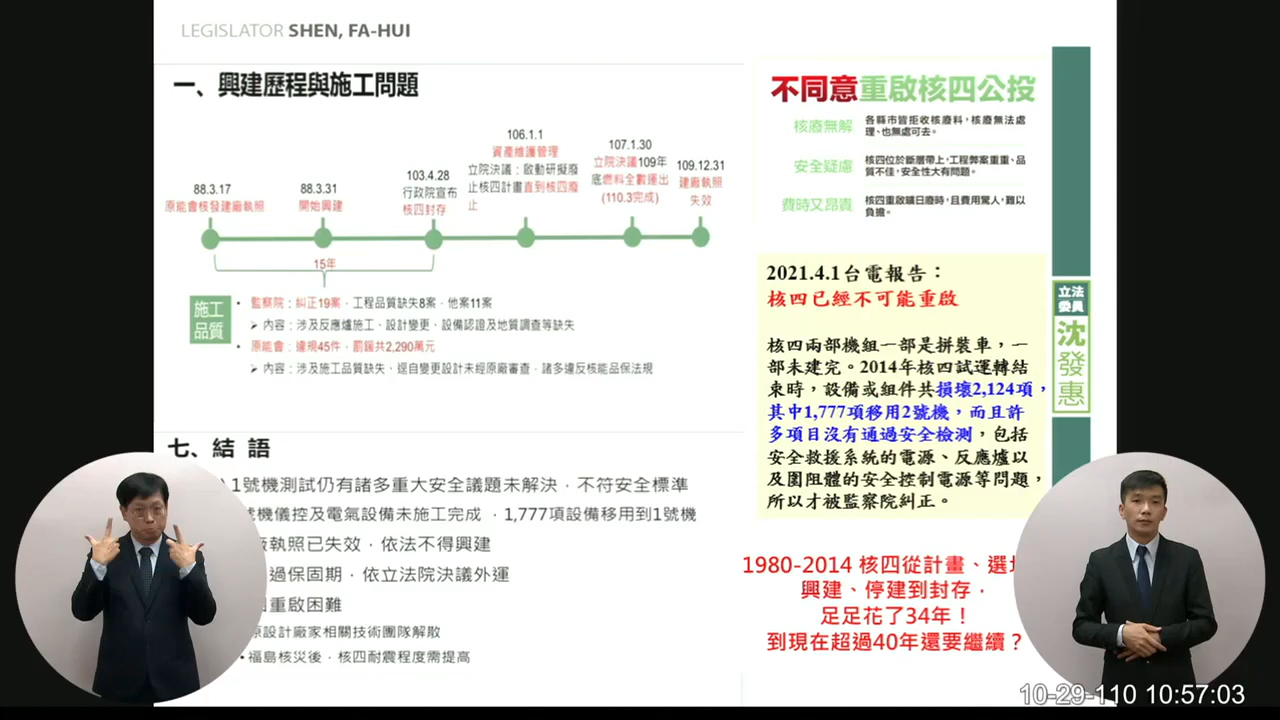 LEGISLATOR SHEN, FA-HUI
一、興建歷程與施工問題
88.3.17
原能會核發建廠執照
88.3.31
開始興建
103.4.28
行政院宣布
核四封存
106.1.1
資產維護管理
立院決議：啟動研擬廢
止核四計畫直到核四廢
止
107.1.30
立院決議109年
底燃料全數運出
(110.3完成)
109.12.31
建廠執照
失效
15年
施工
品質
• 監察院：糾正19案，工程品質缺失8案，他案11案
➢ 內容：涉及反應爐施工、設計變更、設備認證及地質調查等缺失
• 原能會：違規45件，罰鍰共2,290萬元
➢ 內容：涉及施工品質缺失、逕自變更設計未經原廠審查，諸多違反核能品保法規
七、結 語
1號機測試仍有諸多重大安全議題未解決，不符安全標準
機儀控及電氣設備未施工完成，1,777項設備移用到1號機
執照已失效，依法不得興建
過保固期，依立法院決議外運
重啟困難
原設計廠家相關技術團隊解散
• 福島核災後，核四耐震程度需提高
不同意重啟核四公投
核廢無解
各縣市皆拒收核廢料，核廢無法處
理、也無處可去。
安全疑慮
核四位於斷層帶上，工程弊案重重、品
質不佳，安全性大有問題。
費時又昂貴
核四重啟曠日廢時，且費用驚人，難以
負擔。
2021.4.1台電報告：
核四已經不可能重啟
核四兩部機組一部是拼裝車，一
部未建完。2014年核四試運轉結
束時，設備或組件共損壞2,124項，
其中1,777項移用2號機，而且許
多項目沒有通過安全檢測，包括
安全救援系統的電源、反應爐以
及圍阻體的安全控制電源等問題，
所以才被監察院糾正。
1980-2014 核四從計畫、選
興建、停建到封存，
足足花了34年！
到現在超過40年還要繼續？
立法
委員
沈
發
惠
10-29-110 10:57:03